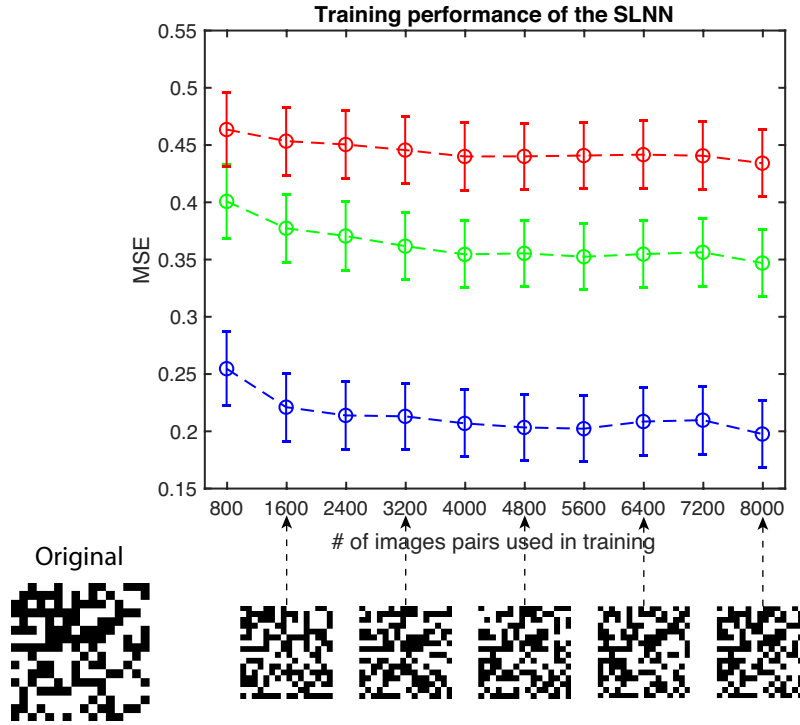 Training performance of the SLNN
0.55
0.5
0.45
0.4
0.35
0.3
0.25
0.2
0.15
MSE
800 1600 2400 3200 4000 4800 5600 6400 7200 8000
# of images pairs used in training
Original